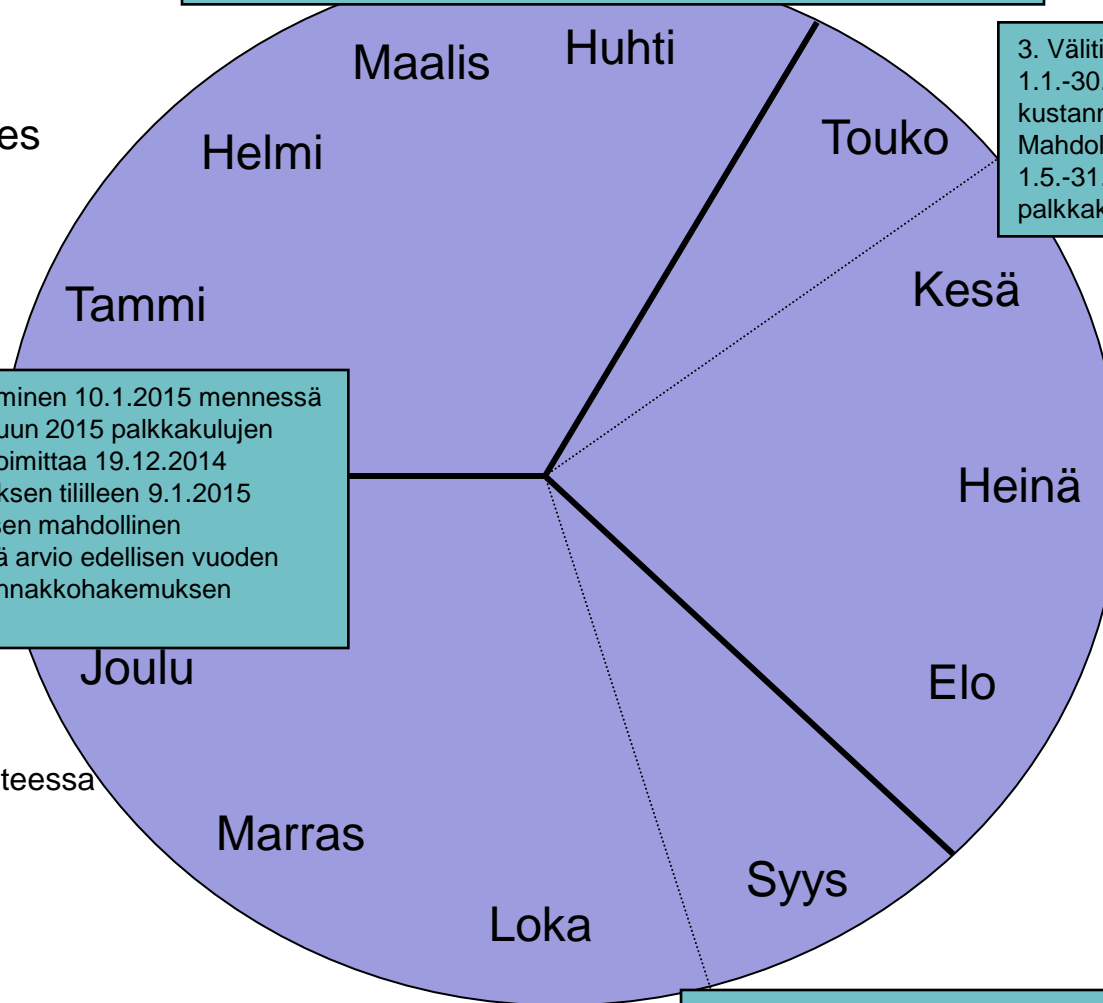 Maalis
Huhti
3. Väliti
1.1.-30.
kustann
Mahdol
1.5.-31.
palkkak
es
Helmi
Touko
Tammi
Kesä
minen 10.1.2015 mennessä
uun 2015 palkkakulujen
oimittaa 19.12.2014
ksen tililleen 9.1.2015
sen mahdollinen
ä arvio edellisen vuoden
nnakkohakemuksen
Heinä
Joulu
Elo
teessa
Marras
Syys
Loka